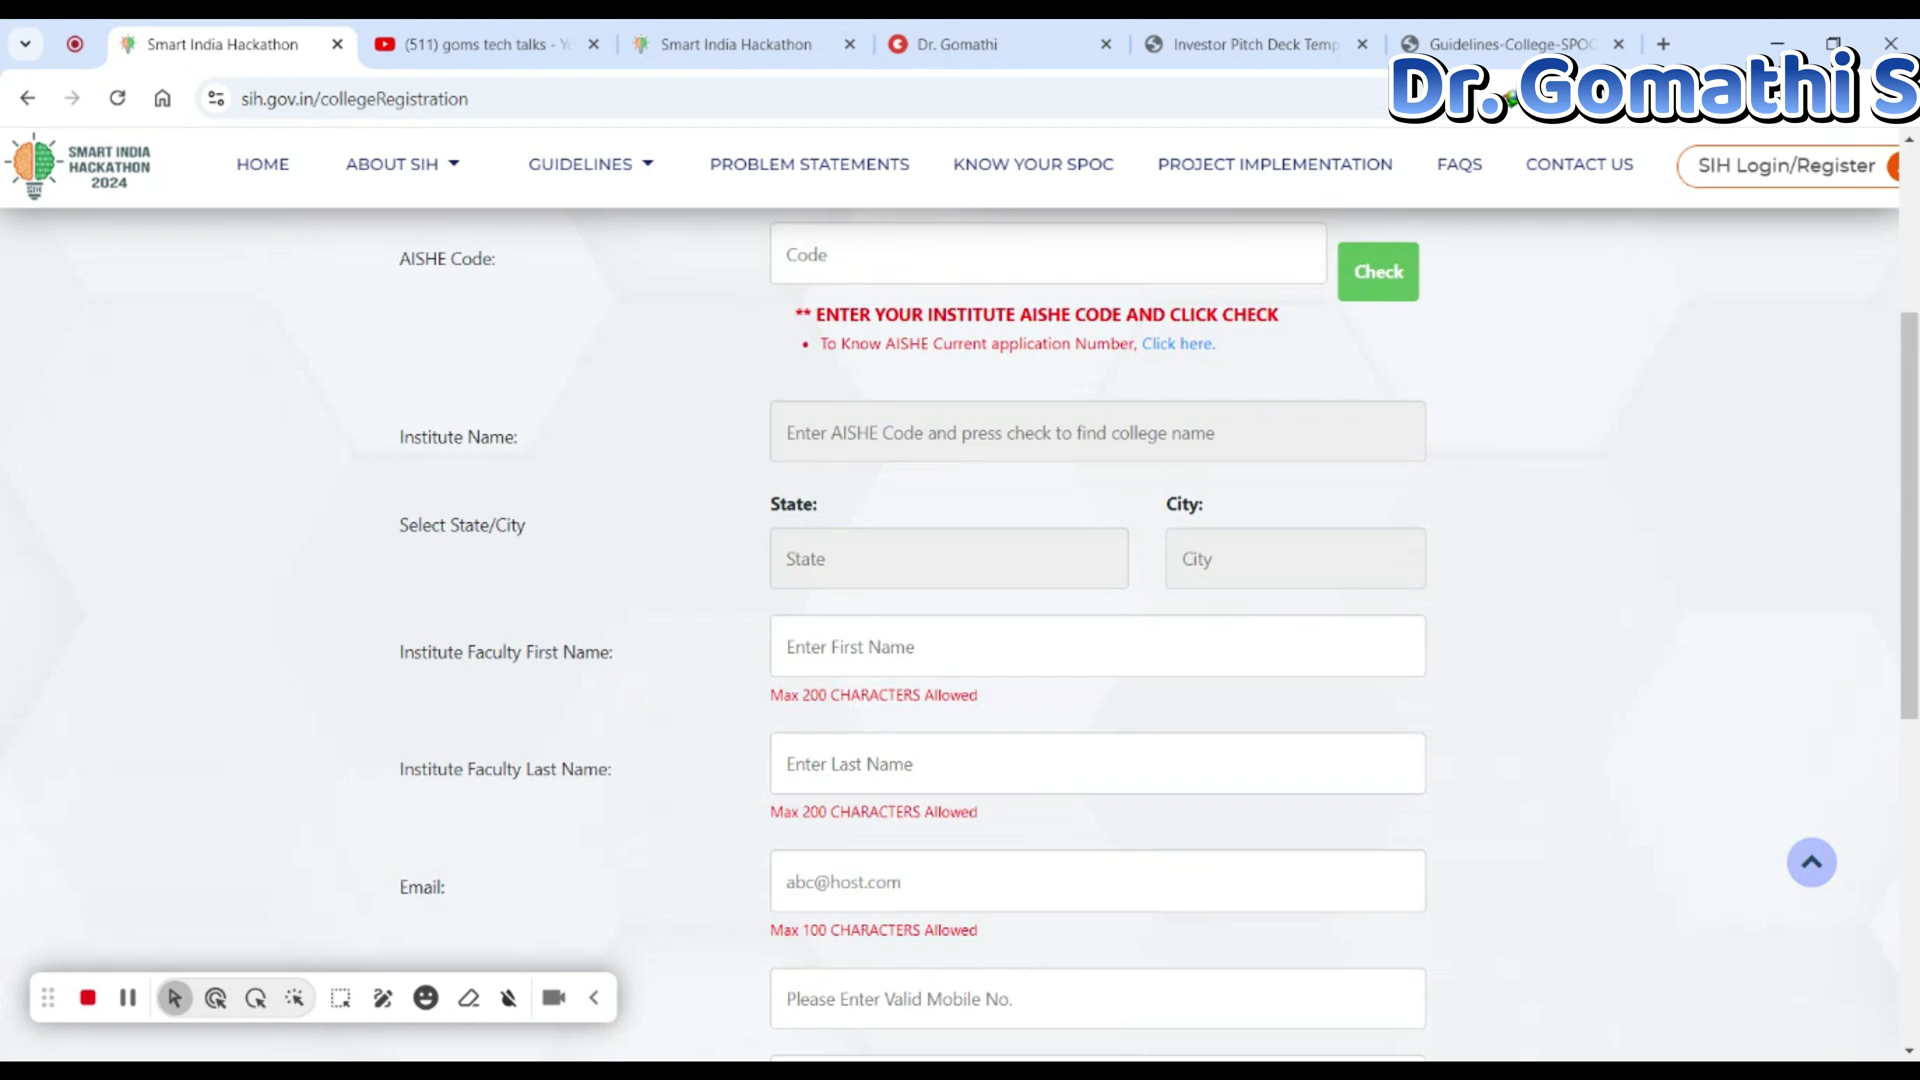 Smart India Hackathon
(511) goms tech talks - Yo
Smart India Hackathon
Dr. Gomathi
Investor Pitch Deck Temp
Guidelines-College-SPOC
Dr. Gomathi S
sih.gov.in/collegeRegistration
SMART INDIA
HACKATHON
2024
SIH
HOME
ABOUT SIH
GUIDELINES
PROBLEM STATEMENTS
KNOW YOUR SPOC
PROJECT IMPLEMENTATION
FAQS
CONTACT US
SIH Login/Register
AISHE Code:
Code
Check
** ENTER YOUR INSTITUTE AISHE CODE AND CLICK CHECK
• To Know AISHE Current application Number, Click here.
Institute Name:
Enter AISHE Code and press check to find college name
Select State/City
State:
City:
State
City
Institute Faculty First Name:
Enter First Name
Max 200 CHARACTERS Allowed
Institute Faculty Last Name:
Enter Last Name
Max 200 CHARACTERS Allowed
Email:
abc@host.com
Max 100 CHARACTERS Allowed
Please Enter Valid Mobile No.